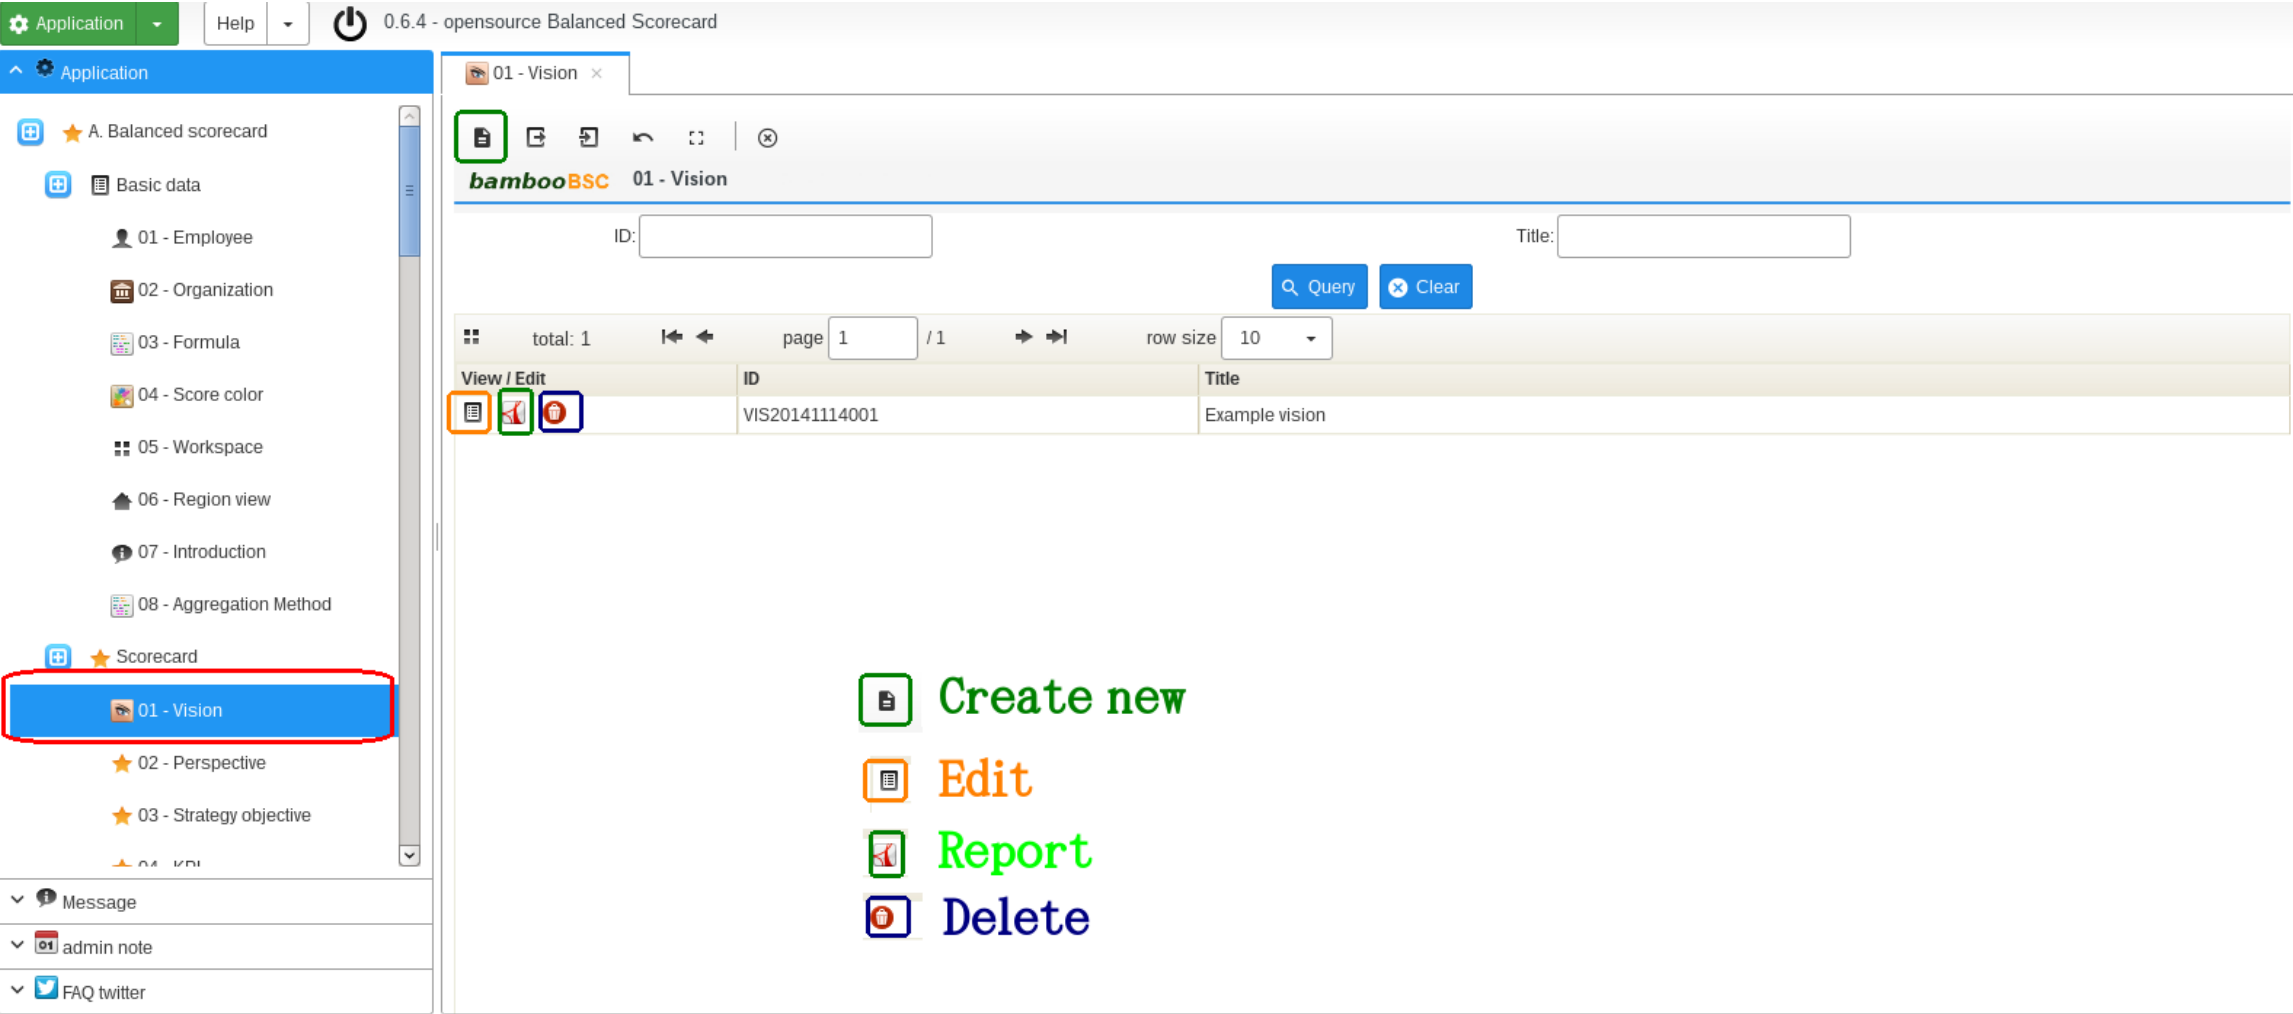 Application
Help
0.6.4 - opensource Balanced Scorecard
Application
A. Balanced scorecard
Basic data
01 - Employee
02 - Organization
03 - Formula
04 - Score color
05 - Workspace
06 - Region view
07 - Introduction
08 - Aggregation Method
Scorecard
01 - Vision
02 - Perspective
03 - Strategy objective
04 - KPI
Message
01 admin note
FAQ twitter
01 - Vision
bambooBSC 01 - Vision
ID: Title:
Query Clear
total: 1 page 1 / 1 row size 10
View / Edit ID Title
VIS20141114001 Example vision
Create new
Edit
Report
Delete